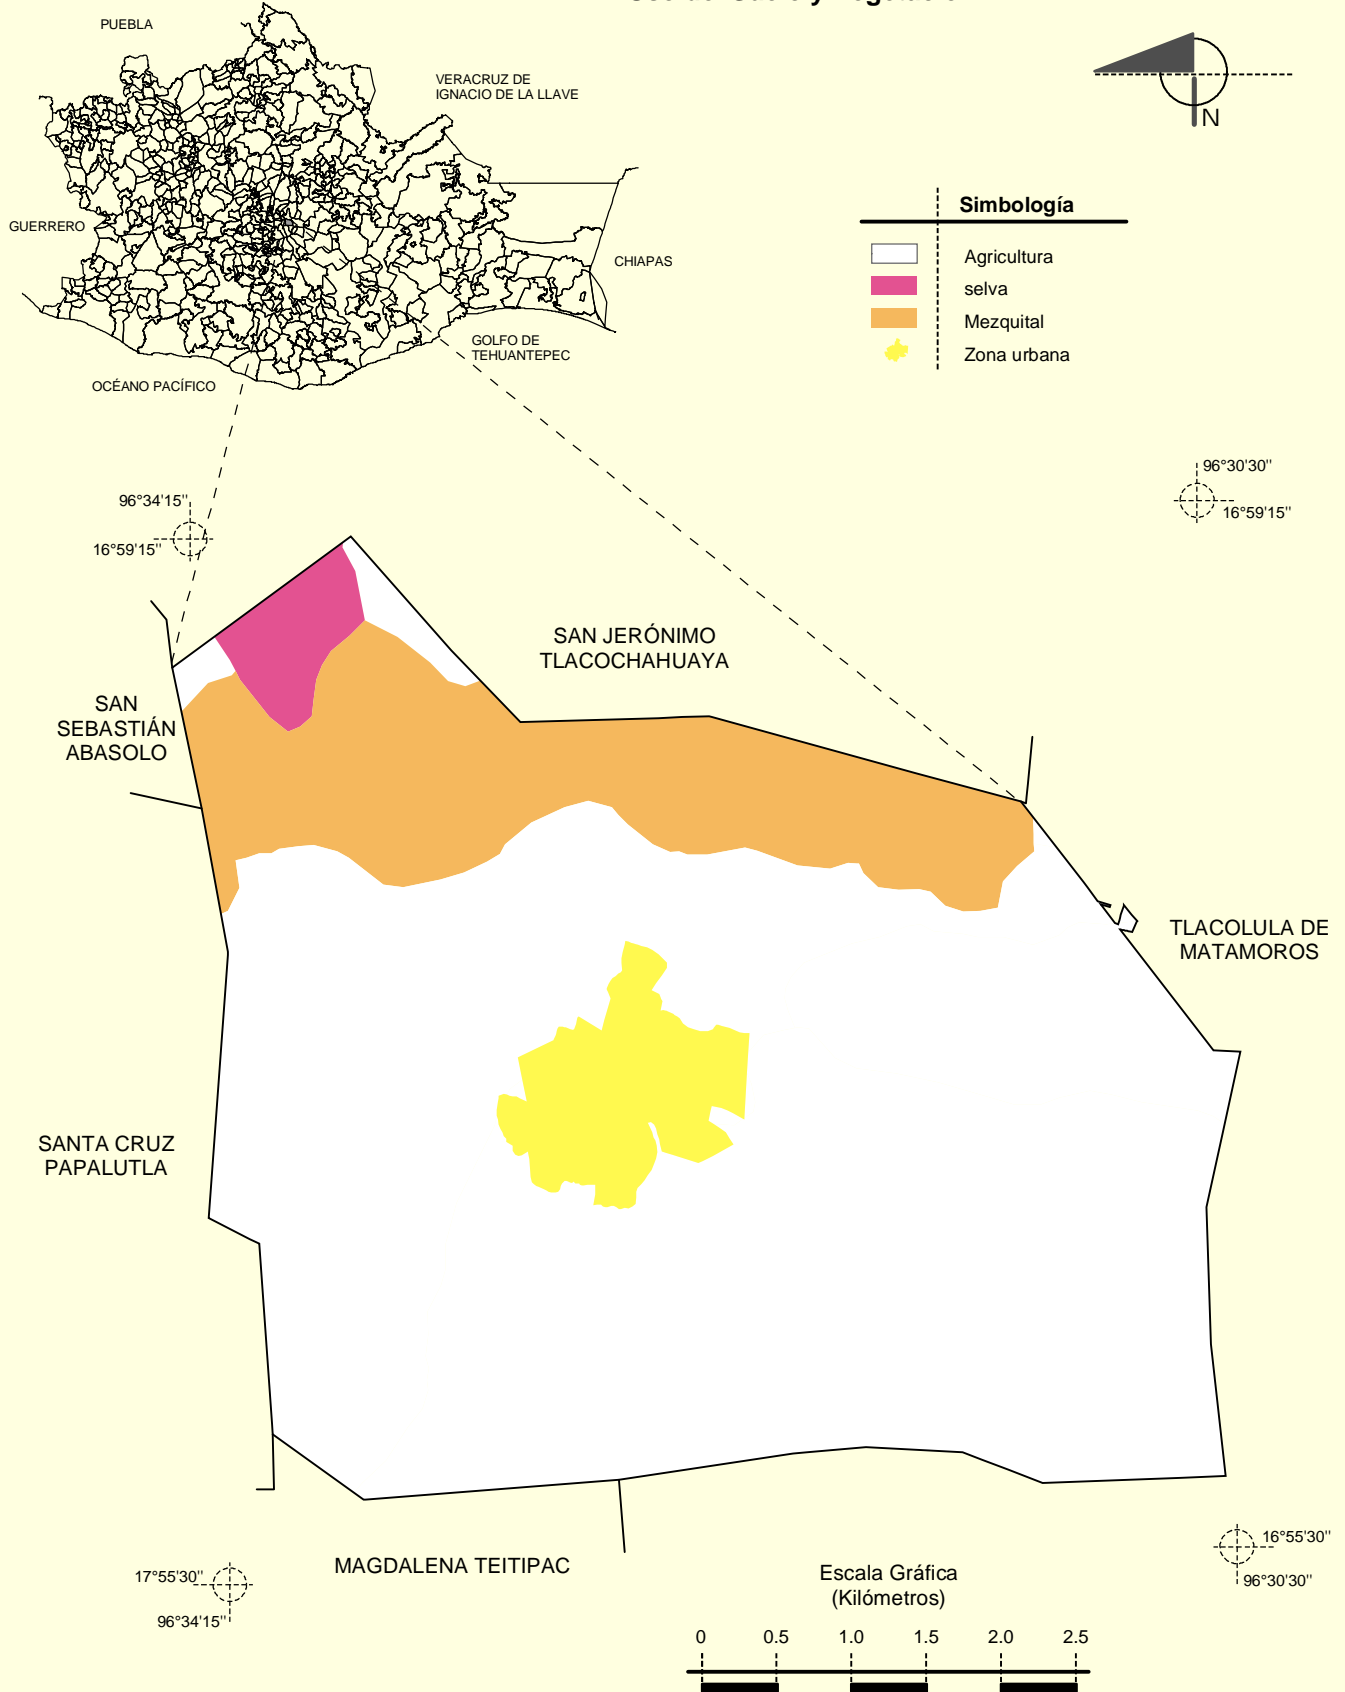 PUEBLA
VERACRUZ DE
IGNACIO DE LA LLAVE
N
GUERRERO
CHIAPAS
GOLFO DE
TEHUANTEPEC
OCÉANO PACÍFICO
Simbología
Agricultura
selva
Mezquital
Zona urbana
96°34'15"
16°59'15"
96°30'30"
16°59'15"
SAN JERÓNIMO
TLACOCHAHUAYA
SAN
SEBASTIÁN
ABASOLO
TLACOLULA DE
MATAMOROS
SANTA CRUZ
PAPALUTLA
MAGDALENA TEITIPAC
17°55'30"
96°34'15"
16°55'30"
96°30'30"
Escala Gráfica
(Kilómetros)
0 0.5 1.0 1.5 2.0 2.5